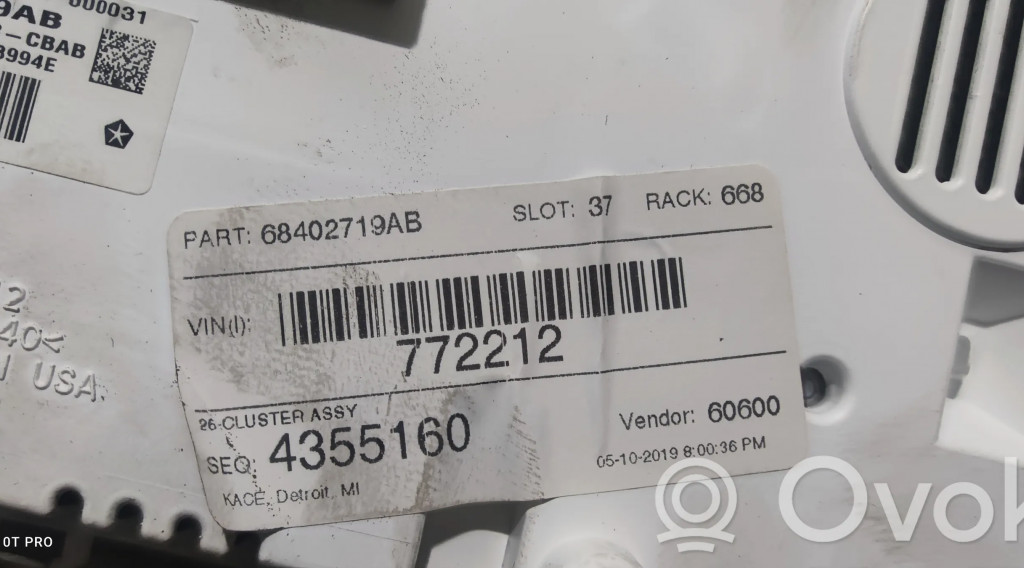 9AB 600031
-CBAB
3994E
PART: 68402719AB SLOT: 37 RACK: 668
VIN(I):
772212
26-CLUSTER ASSY
SEQ: 4355160 Vendor: 60600
05-10-2019 8:00:36 PM
KACE, Detroit, MI
USA
Ovok
0T PRO